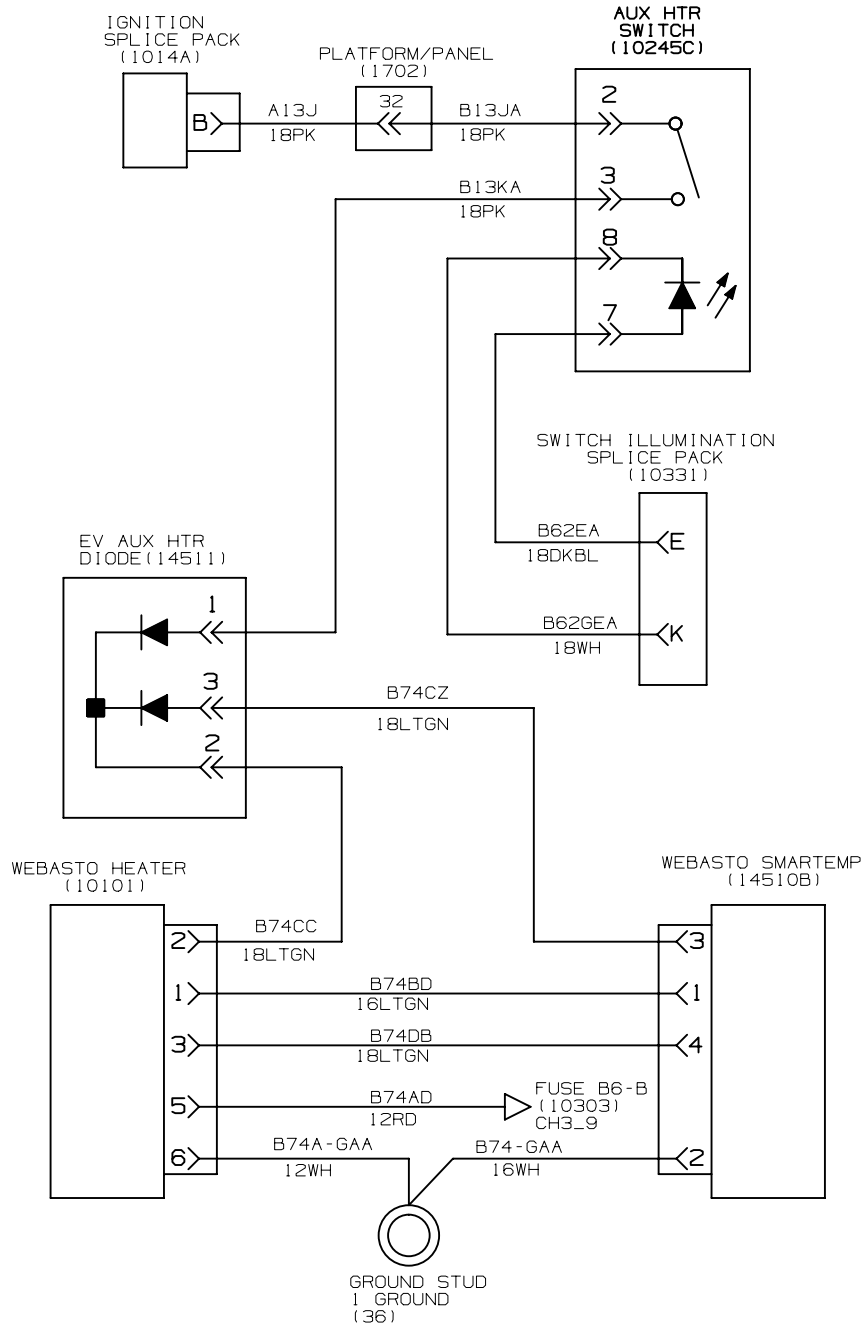 IGNITION
SPLICE PACK
(1014A)
B
A13J
18PK
PLATFORM/PANEL
(1702)
32
B13JA
18PK
AUX HTR
SWITCH
(10245C)
2
3
8
7
B13KA
18PK
SWITCH ILLUMINATION
SPLICE PACK
(10331)
B62EA
18DKBL
E
B62GEA
18WH
K
EV AUX HTR
DIODE(14511)
1
3
2
B74CZ
18LTGN
WEBASTO HEATER
(10101)
WEBASTO SMARTEMP
(14510B)
2
B74CC
18LTGN
3
1
B74BD
16LTGN
1
3
B74DB
18LTGN
4
5
B74AD
12RD
FUSE B6-B
(10303)
CH3_9
6
B74A-GAA
12WH
B74-GAA
16WH
2
GROUND STUD
1 GROUND
(36)